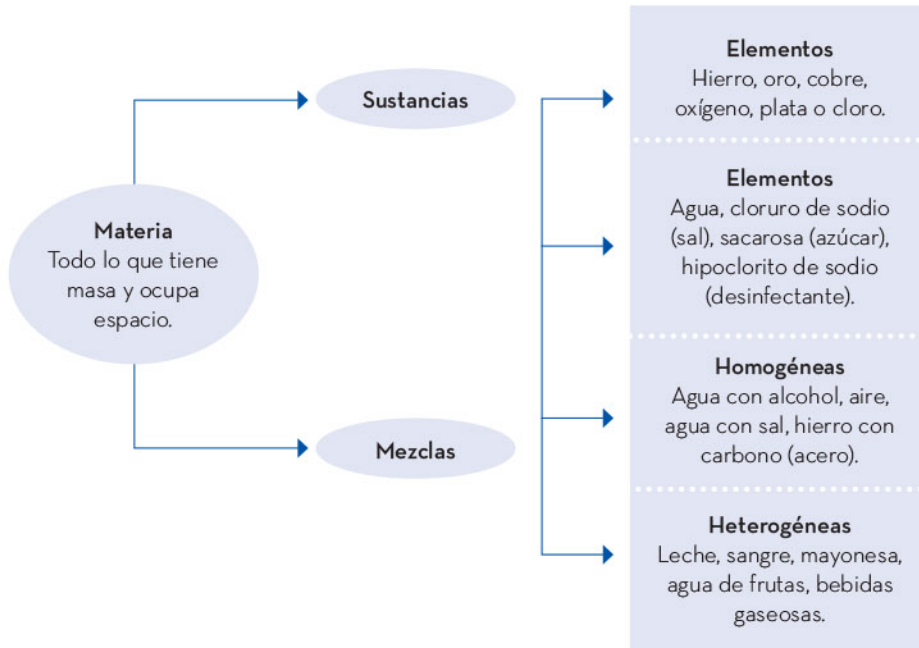 Materia
Todo lo que tiene
masa y ocupa
espacio.
Sustancias
Mezclas
Elementos
Hierro, oro, cobre,
oxígeno, plata o cloro.
Elementos
Agua, cloruro de sodio
(sal), sacarosa (azúcar),
hipoclorito de sodio
(desinfectante).
Homogéneas
Agua con alcohol, aire,
agua con sal, hierro con
carbono (acero).
Heterogéneas
Leche, sangre, mayonesa,
agua de frutas, bebidas
gaseosas.